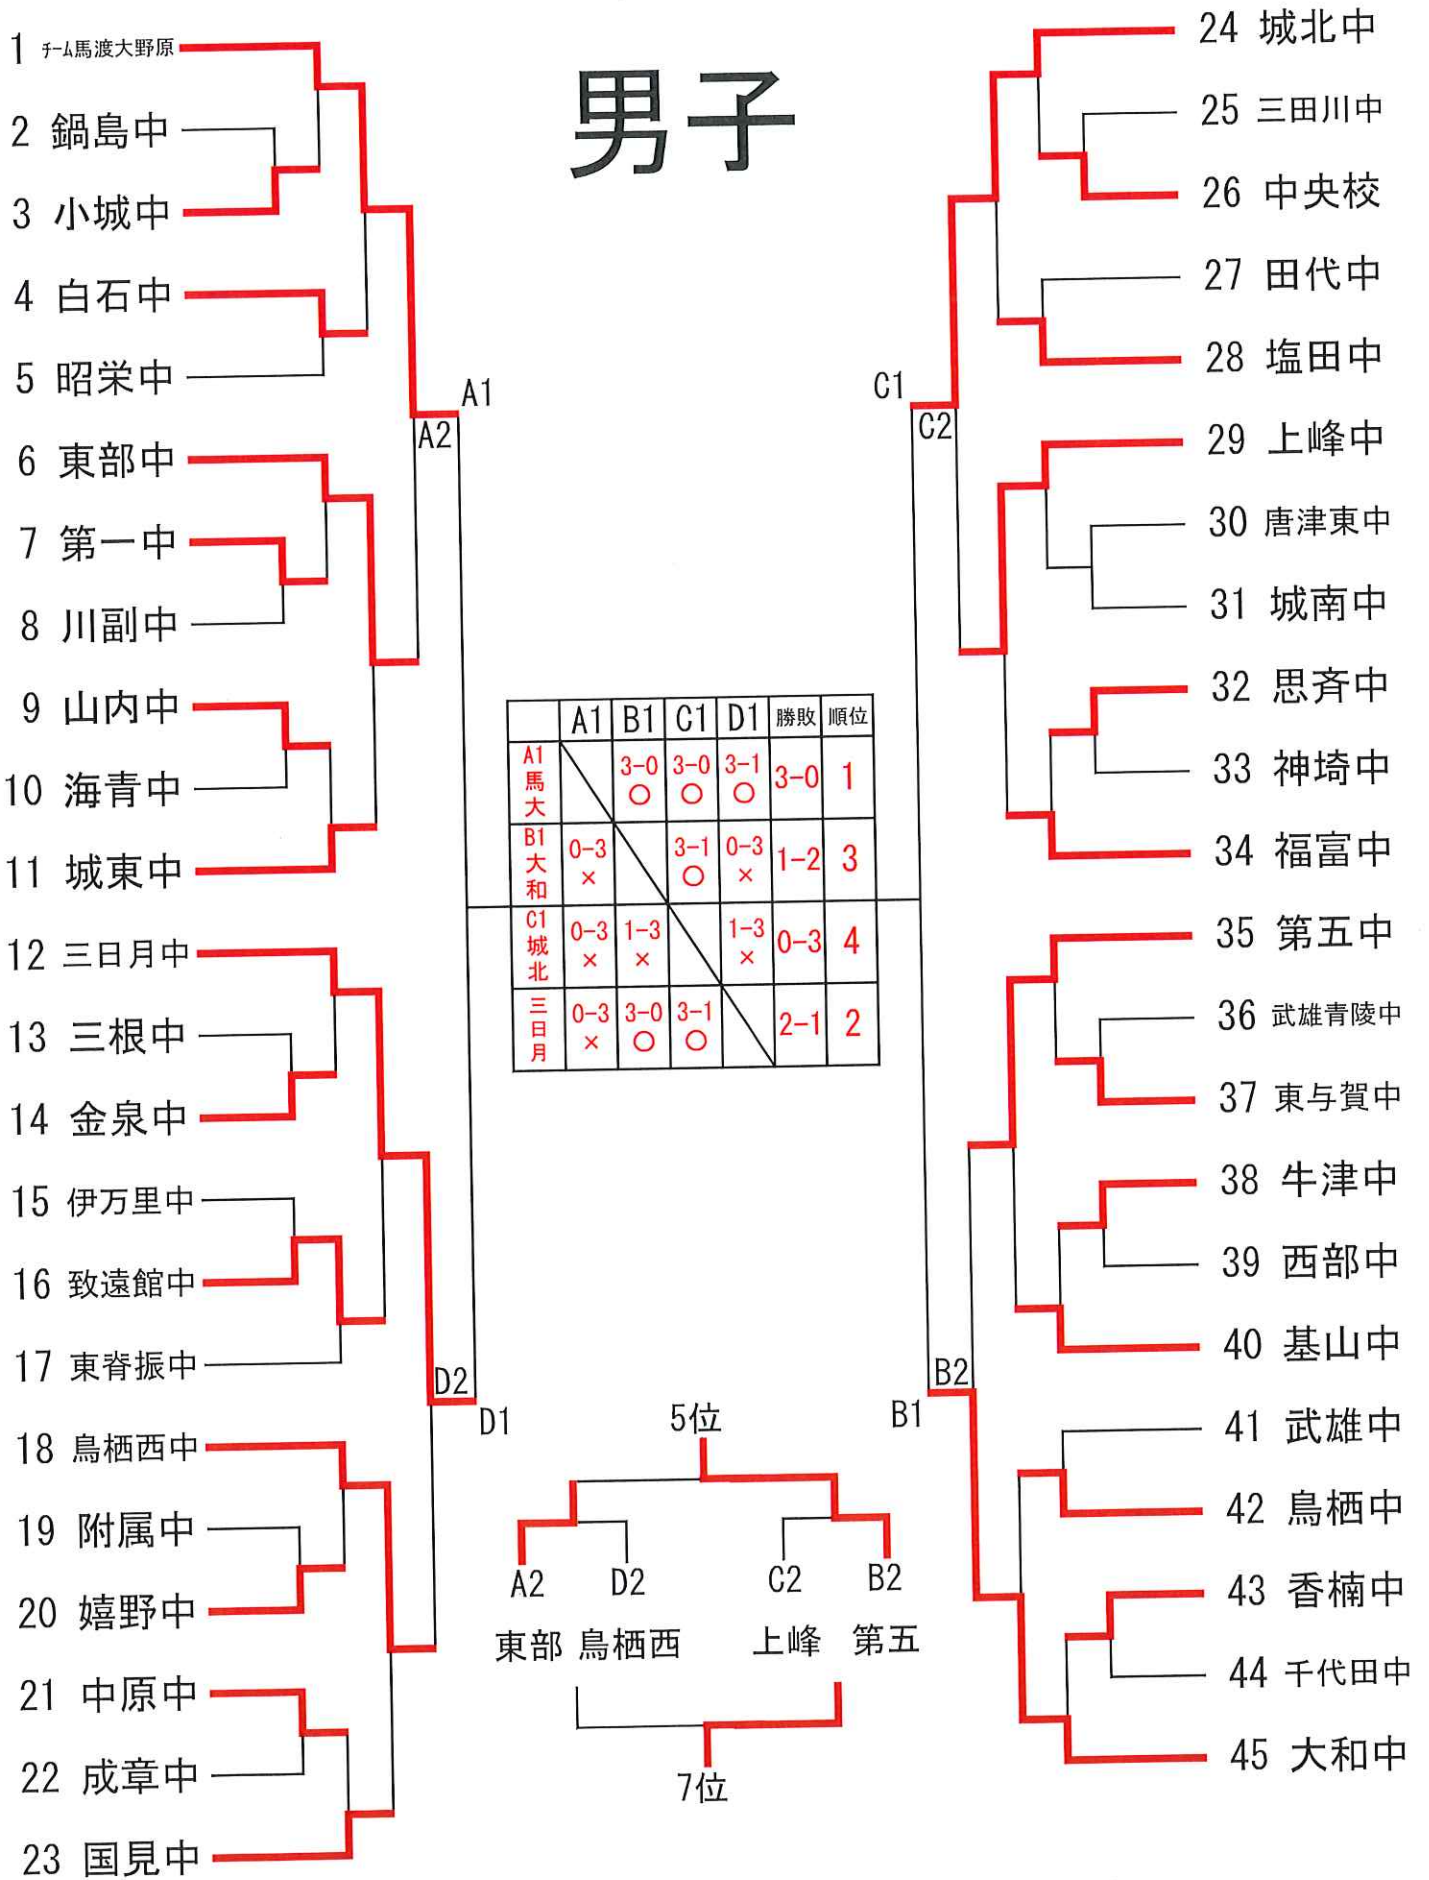 男子
1 チーム馬渡大野原
2 鍋島中
3 小城中
4 白石中
5 昭栄中
6 東部中
7 第一中
8 川副中
9 山内中
10 海青中
11 城東中
12 三日月中
13 三根中
14 金泉中
15 伊万里中
16 致遠館中
17 東脊振中
18 鳥栖西中
19 附属中
20 嬉野中
21 中原中
22 成章中
23 国見中
A1
A2
D2
D1
C1
C2
B2
B1
A1 B1 C1 D1 勝敗 順位
A1 馬大 3-0 ○ 3-0 ○ 3-1 ○ 3-0 1
B1 大和 0-3 × 3-1 ○ 0-3 × 1-2 3
C1 城北 0-3 × 1-3 × 1-3 × 0-3 4
三日月 0-3 × 3-0 ○ 3-1 ○ 2-1 2
5位
A2 D2 C2 B2
東部 鳥栖西 上峰 第五
7位
24 城北中
25 三田川中
26 中央校
27 田代中
28 塩田中
29 上峰中
30 唐津東中
31 城南中
32 思斉中
33 神埼中
34 福富中
35 第五中
36 武雄青陵中
37 東与賀中
38 牛津中
39 西部中
40 基山中
41 武雄中
42 鳥栖中
43 香楠中
44 千代田中
45 大和中